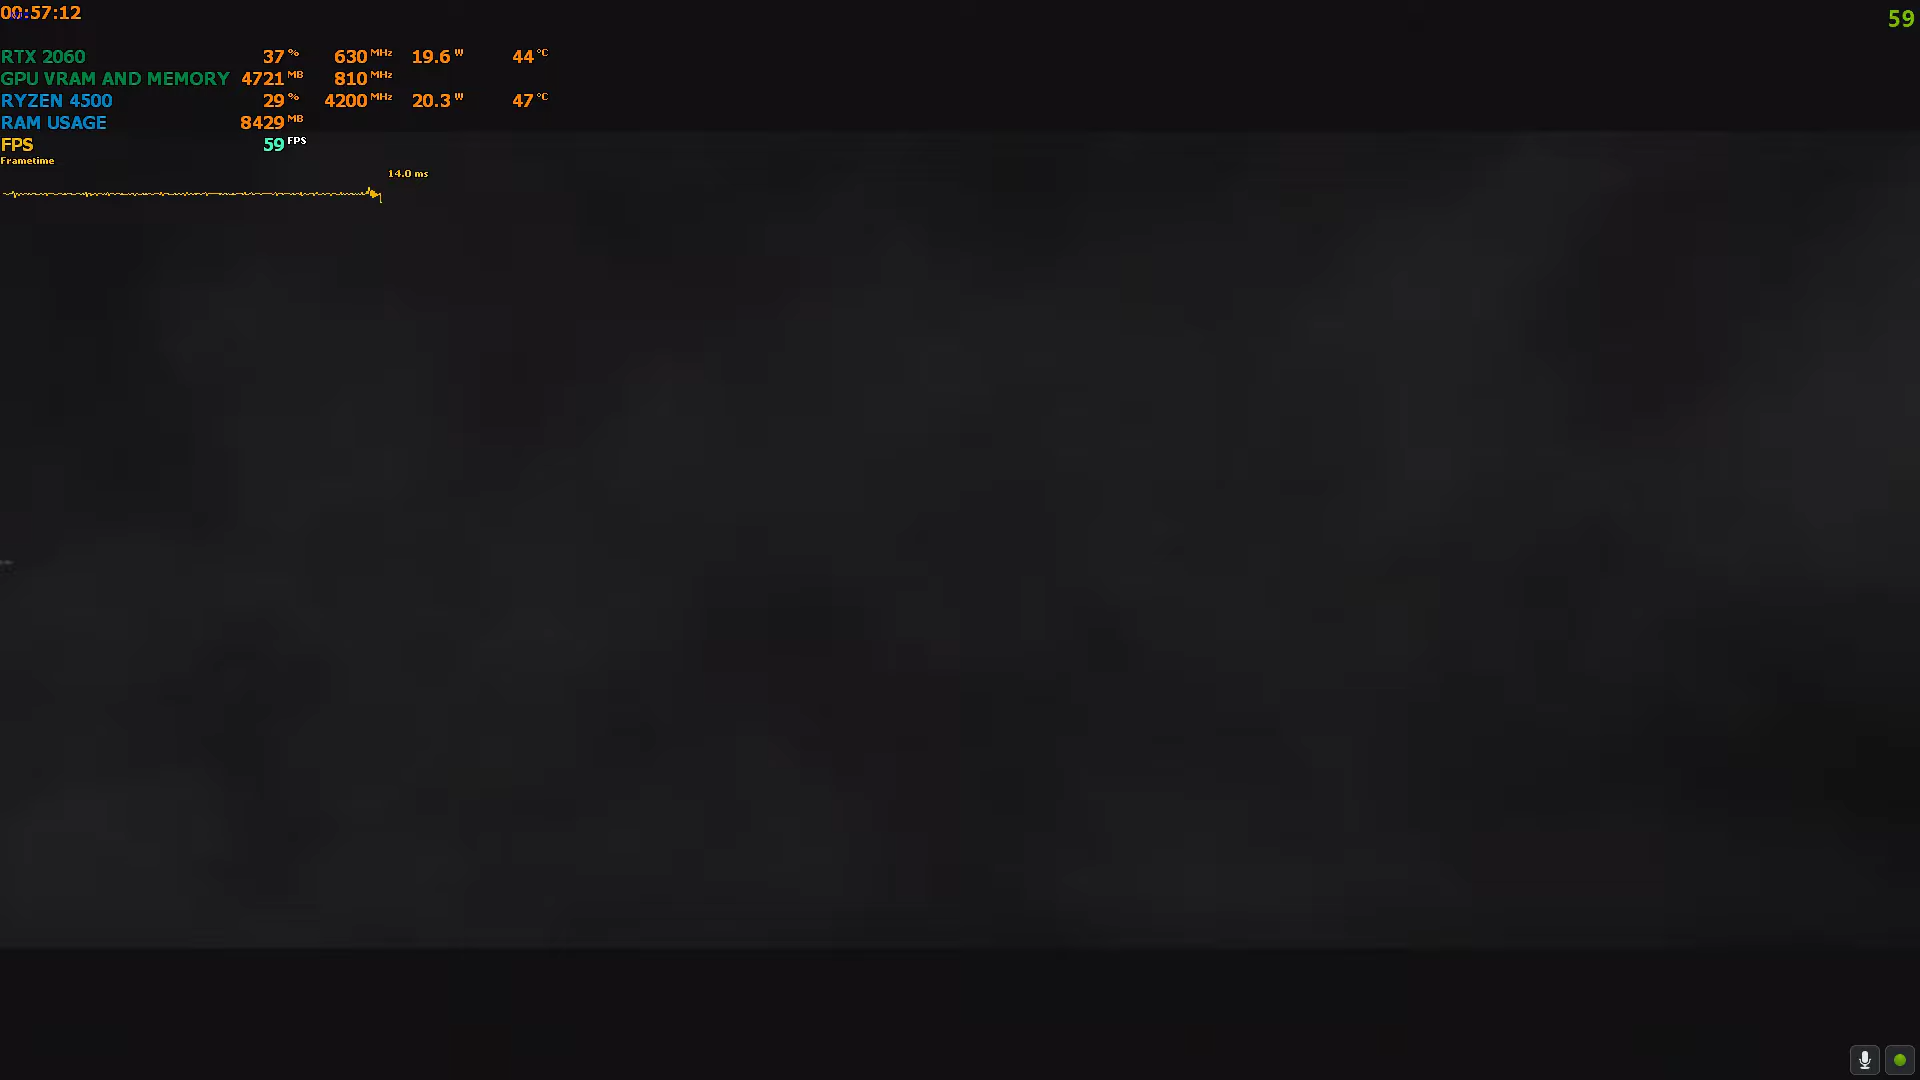 00:57:12
59
RTX 2060 37 % 630 MHz 19.6 W 44 °C
GPU VRAM AND MEMORY 4721 MB 810 MHz
RYZEN 4500 29 % 4200 MHz 20.3 W 47 °C
RAM USAGE 8429 MB
FPS 59 FPS
Frametime
14.0 ms